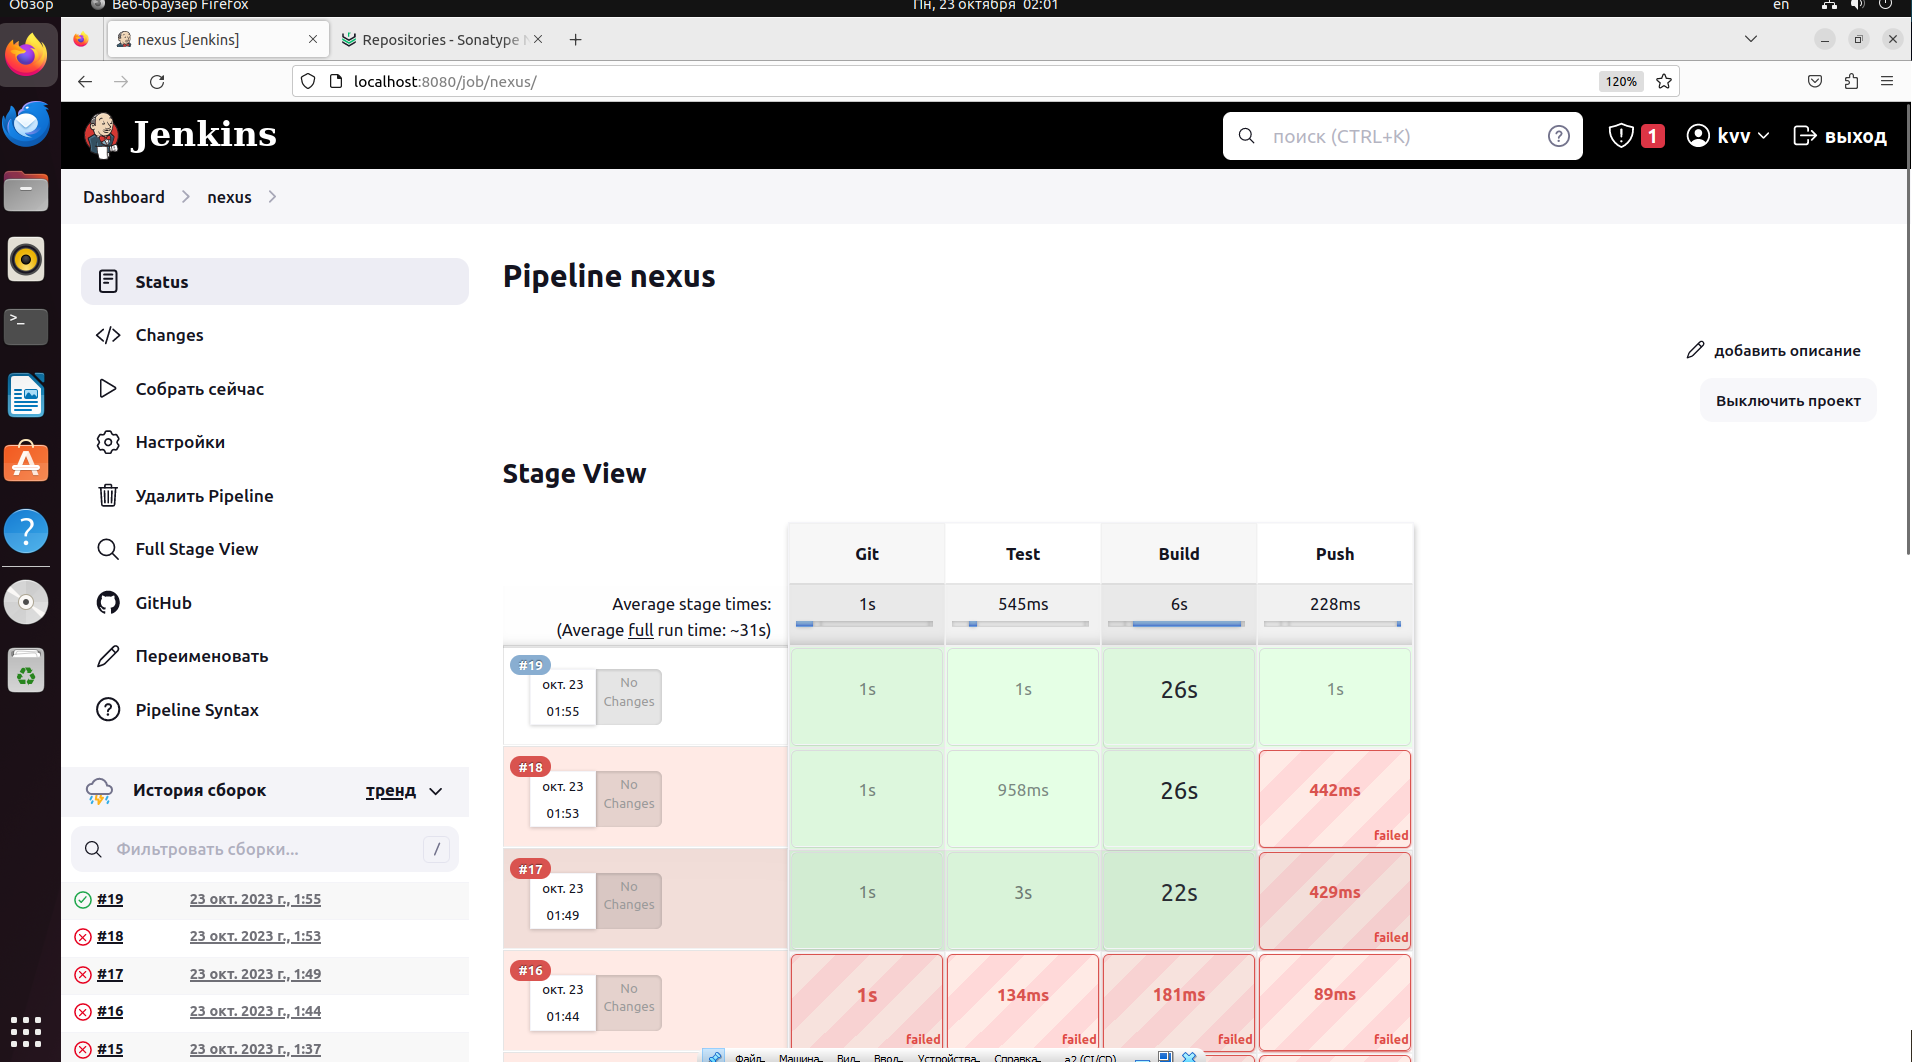 Обзор
Веб-браузер Firefox
Пн, 23 октября 02:01
en
nexus [Jenkins]
Repositories - Sonatype
localhost:8080/job/nexus/
120%
Jenkins
поиск (CTRL+K)
?
1
kvv
выход
Dashboard
nexus
Status
Changes
Собрать сейчас
Настройки
Удалить Pipeline
Full Stage View
GitHub
Переименовать
Pipeline Syntax
История сборок
тренд
Фильтровать сборки...
/
#19
23 окт. 2023 г., 1:55
#18
23 окт. 2023 г., 1:53
#17
23 окт. 2023 г., 1:49
#16
23 окт. 2023 г., 1:44
#15
23 окт. 2023 г., 1:37
Pipeline nexus
добавить описание
Выключить проект
Stage View
Git
Test
Build
Push
Average stage times:
(Average full run time: ~31s)
1s
545ms
6s
228ms
#19
окт. 23
01:55
No
Changes
1s
1s
26s
1s
#18
окт. 23
01:53
No
Changes
1s
958ms
26s
442ms
failed
#17
окт. 23
01:49
No
Changes
1s
3s
22s
429ms
failed
#16
окт. 23
01:44
No
Changes
1s
failed
134ms
failed
181ms
failed
89ms
failed
Файл
Машина
Вид
Ввод
Устройства
Справка
a2 (CI/CD)